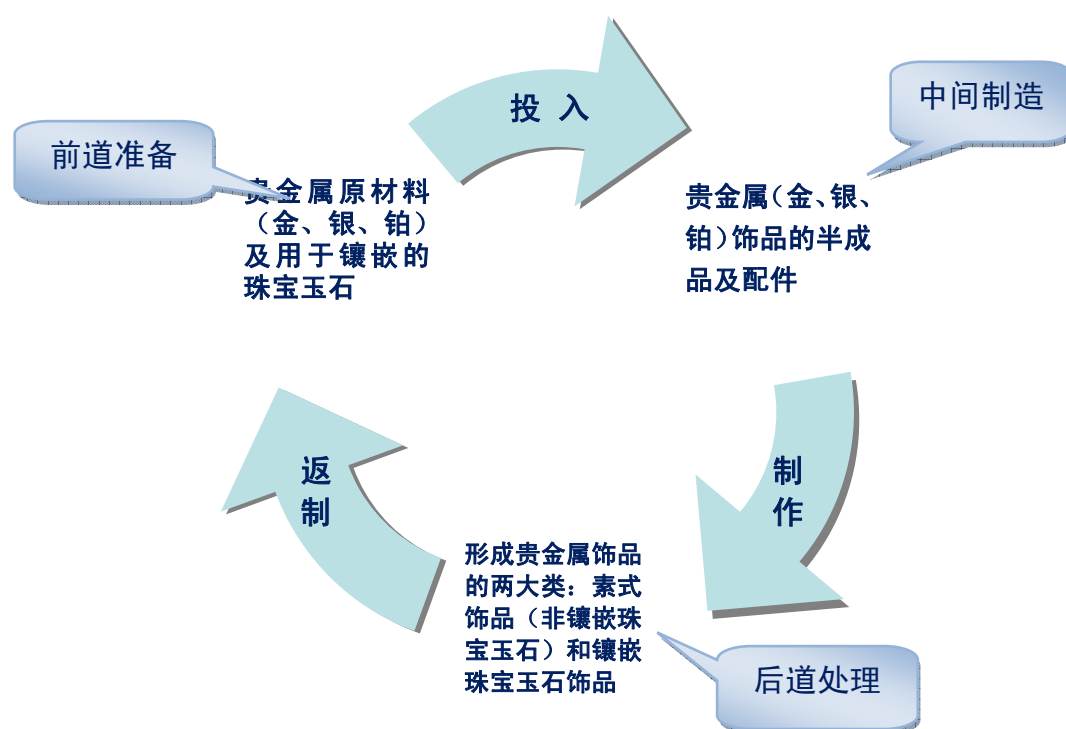 投 入
中间制造
前道准备
贵金属原材料
（金、银、铂）
及用于镶嵌的
珠宝玉石
贵金属（金、银、
铂）饰品的半成
品及配件
制
作
返
制
形成贵金属饰品
的两大类：素式
饰品（非镶嵌珠
宝玉石）和镶嵌
珠宝玉石饰品
后道处理